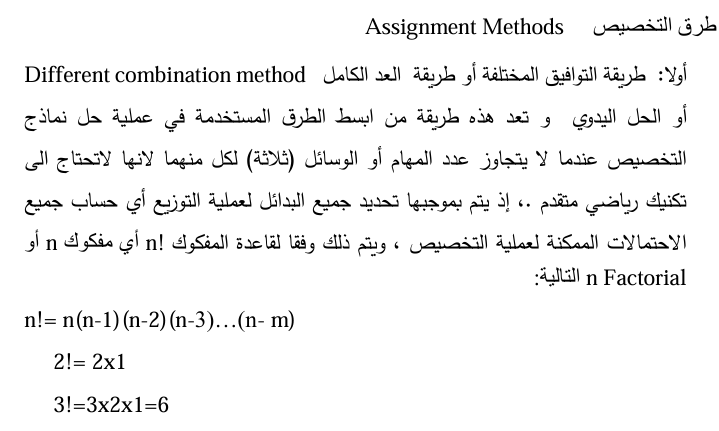 طرق التخصيص Assignment Methods
أولا: طريقة التوافيق المختلفة أو طريقة العد الكامل Different combination method
أو الحل اليدوي و تعد هذه طريقة من ابسط الطرق المستخدمة في عملية حل نماذج
التخصيص عندما لا يتجاوز عدد المهام أو الوسائل (ثلاثة) لكل منهما لانها لاتحتاج الى
تكنيك رياضي متقدم .، إذ يتم بموجبها تحديد جميع البدائل لعملية التوزيع أي حساب جميع
الاحتمالات الممكنة لعملية التخصيص ، ويتم ذلك وفقا لقاعدة المفكوك !n أي مفكوك n أو
n Factorial التالية:
n!= n(n-1)(n-2)(n-3)…(n- m)
2!= 2x1
3!=3x2x1=6